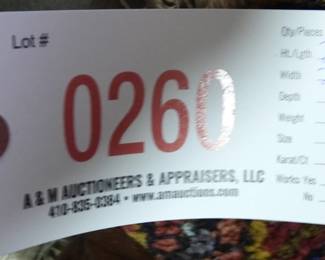 Lot #
0260
A & M AUCTIONEERS & APPRAISERS, LLC
410-835-0384 • www.amauctions.com
Qty/Pieces
Ht./Lgth
Width
Depth
Weight
Size
Karat/Ct
Works: Yes
No